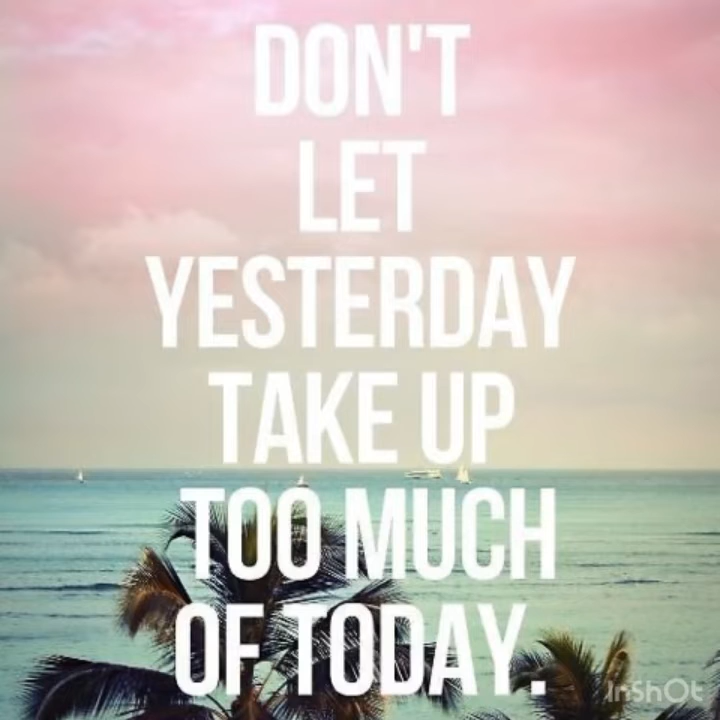 DON'T
LET
YESTERDAY
TAKE UP
TOO MUCH
OF TODAY.
InShOt